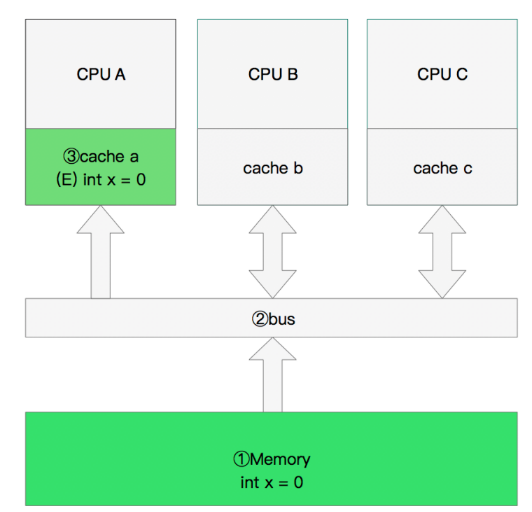 CPU A
CPU B
CPU C
③cache a
(E) int x = 0
cache b
cache c
②bus
①Memory
int x = 0